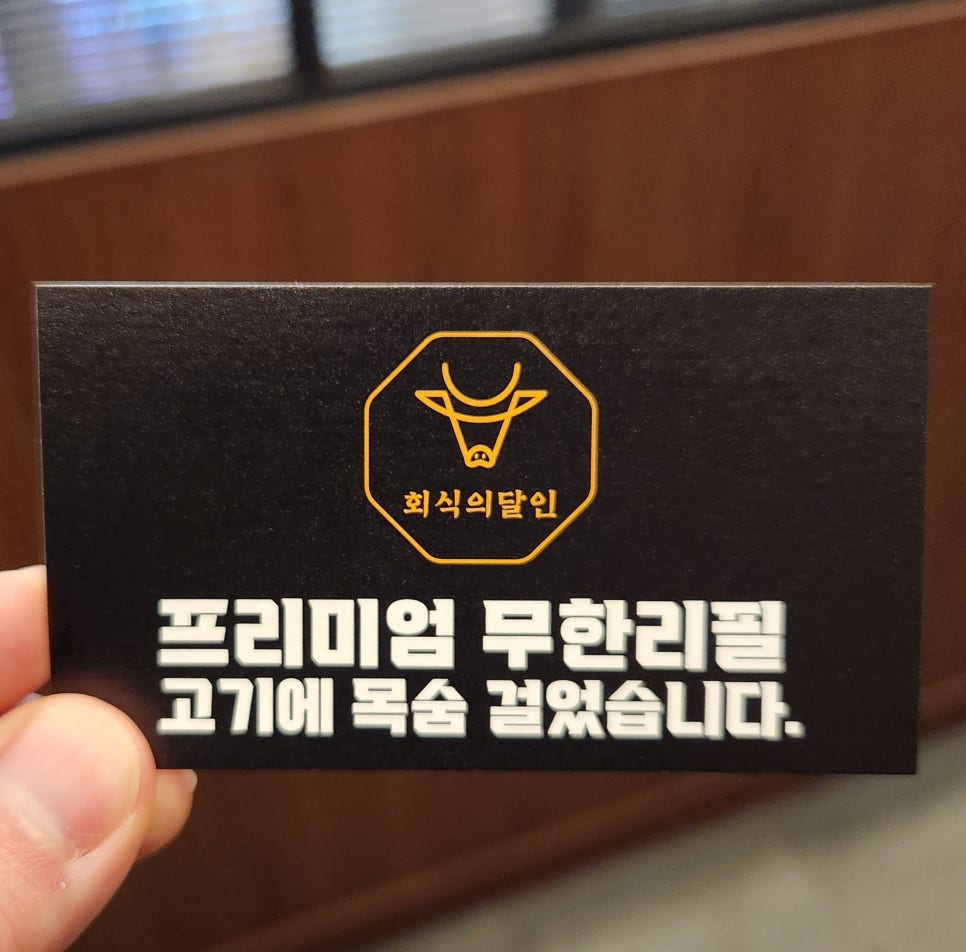 회식의달인
프리미엄 무한리필
고기에 목숨 걸었습니다.